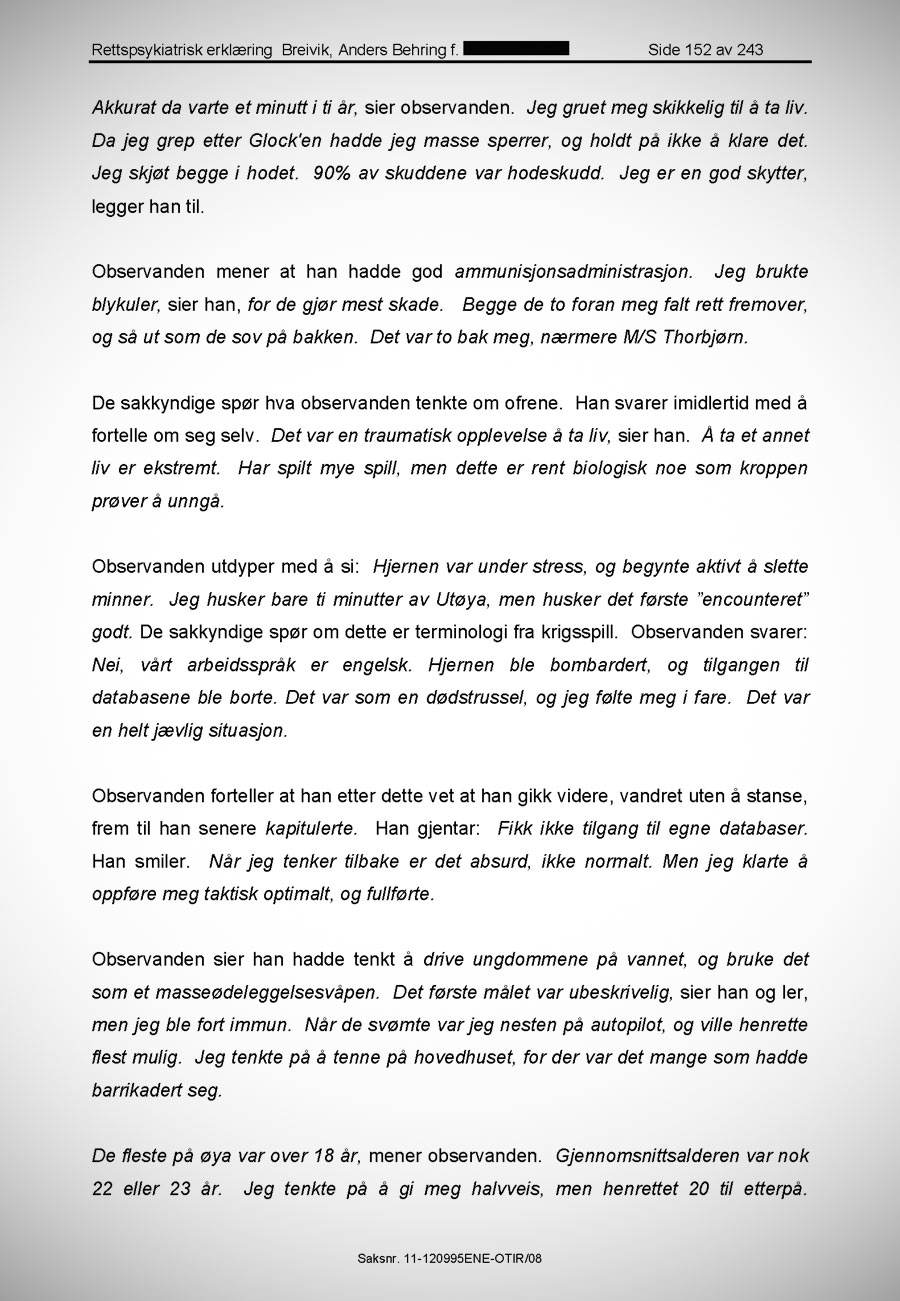 Rettspsykiatrisk erklæring  Breivik, Anders Behring f.
Side 152 av 243
Akkurat da varte et minutt i ti år, sier observanden.  Jeg gruet meg skikkelig til å ta liv.
Da jeg grep etter Glock'en hadde jeg masse sperrer, og holdt på ikke å klare det.
Jeg skjøt begge i hodet.  90% av skuddene var hodeskudd.  Jeg er en god skytter,
legger han til.
Observanden mener at han hadde god ammunisjonsadministrasjon.  Jeg brukte
blykuler, sier han, for de gjør mest skade.  Begge de to foran meg falt rett fremover,
og så ut som de sov på bakken.  Det var to bak meg, nærmere M/S Thorbjørn.
De sakkyndige spør hva observanden tenkte om ofrene.  Han svarer imidlertid med å
fortelle om seg selv.  Det var en traumatisk opplevelse å ta liv, sier han.  Å ta et annet
liv er ekstremt.  Har spilt mye spill, men dette er rent biologisk noe som kroppen
prøver å unngå.
Observanden utdyper med å si:  Hjernen var under stress, og begynte aktivt å slette
minner.  Jeg husker bare ti minutter av Utøya, men husker det første ”encounteret”
godt. De sakkyndige spør om dette er terminologi fra krigsspill.  Observanden svarer:
Nei, vårt arbeidsspråk er engelsk. Hjernen ble bombardert, og tilgangen til
databasene ble borte. Det var som en dødstrussel, og jeg følte meg i fare.  Det var
en helt jævlig situasjon.
Observanden forteller at han etter dette vet at han gikk videre, vandret uten å stanse,
frem til han senere kapitulerte.  Han gjentar:  Fikk ikke tilgang til egne databaser.
Han smiler.  Når jeg tenker tilbake er det absurd, ikke normalt. Men jeg klarte å
oppføre meg taktisk optimalt, og fullførte.
Observanden sier han hadde tenkt å drive ungdommene på vannet, og bruke det
som et masseødeleggelsesvåpen.  Det første målet var ubeskrivelig, sier han og ler,
men jeg ble fort immun.  Når de svømte var jeg nesten på autopilot, og ville henrette
flest mulig.  Jeg tenkte på å tenne på hovedhuset, for der var det mange som hadde
barrikadert seg.
De fleste på øya var over 18 år, mener observanden.  Gjennomsnittsalderen var nok
22 eller 23 år.  Jeg tenkte på å gi meg halvveis, men henrettet 20 til etterpå.
Saksnr. 11-120995ENE-OTIR/08